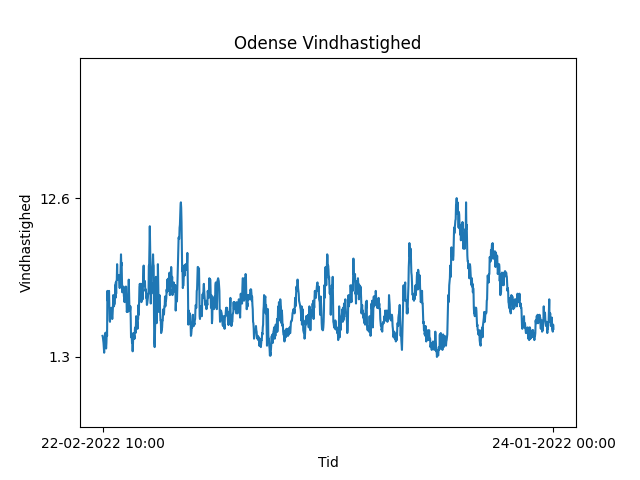 Odense Vindhastighed
12.6
Vindhastighed
1.3
22-02-2022 10:00
24-01-2022 00:00
Tid